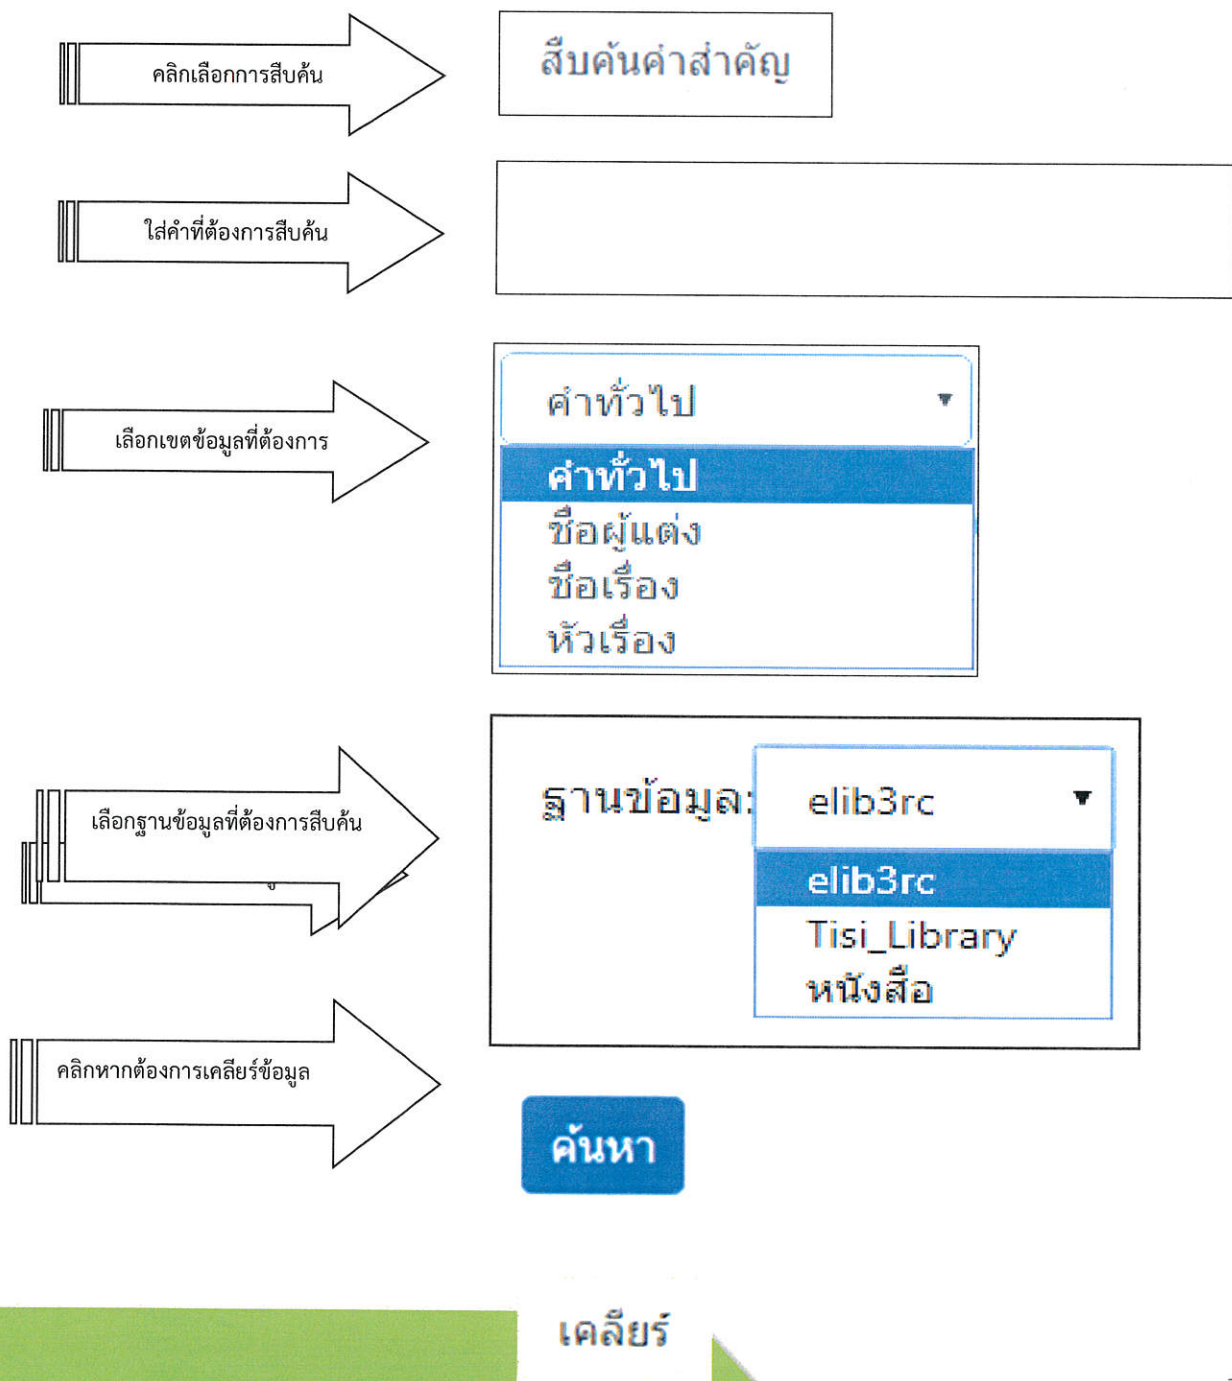 คลิกเลือกการสืบค้น
สืบค้นคำสำคัญ
ใส่คำที่ต้องการสืบค้น
เลือกเขตข้อมูลที่ต้องการ
คำทั่วไป
คำทั่วไป
ชื่อผู้แต่ง
ชื่อเรื่อง
หัวเรื่อง
เลือกฐานข้อมูลที่ต้องการสืบค้น
ฐานข้อมูล: elib3rc
elib3rc
Tisi_Library
หนังสือ
คลิกหากต้องการเคลียร์ข้อมูล
ค้นหา
เคลียร์